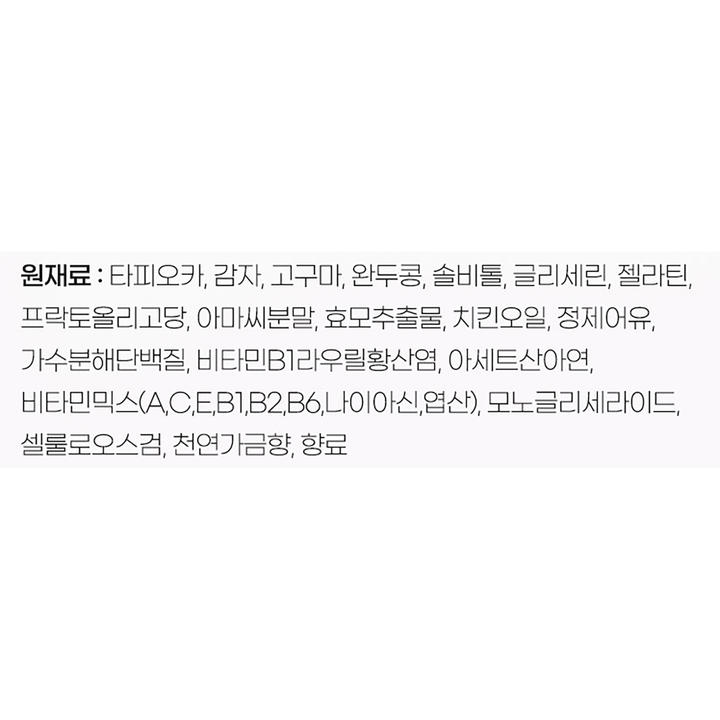 원재료 : 타피오카, 감자, 고구마, 완두콩, 솔비톨, 글리세린, 젤라틴,
프락토올리고당, 아마씨분말, 효모추출물, 치킨오일, 정제어유,
가수분해단백질, 비타민B1라우릴황산염, 아세트산아연,
비타민믹스(A,C,E,B1,B2,B6,나이아신,엽산), 모노글리세라이드,
셀룰로오스검, 천연가금향, 향료